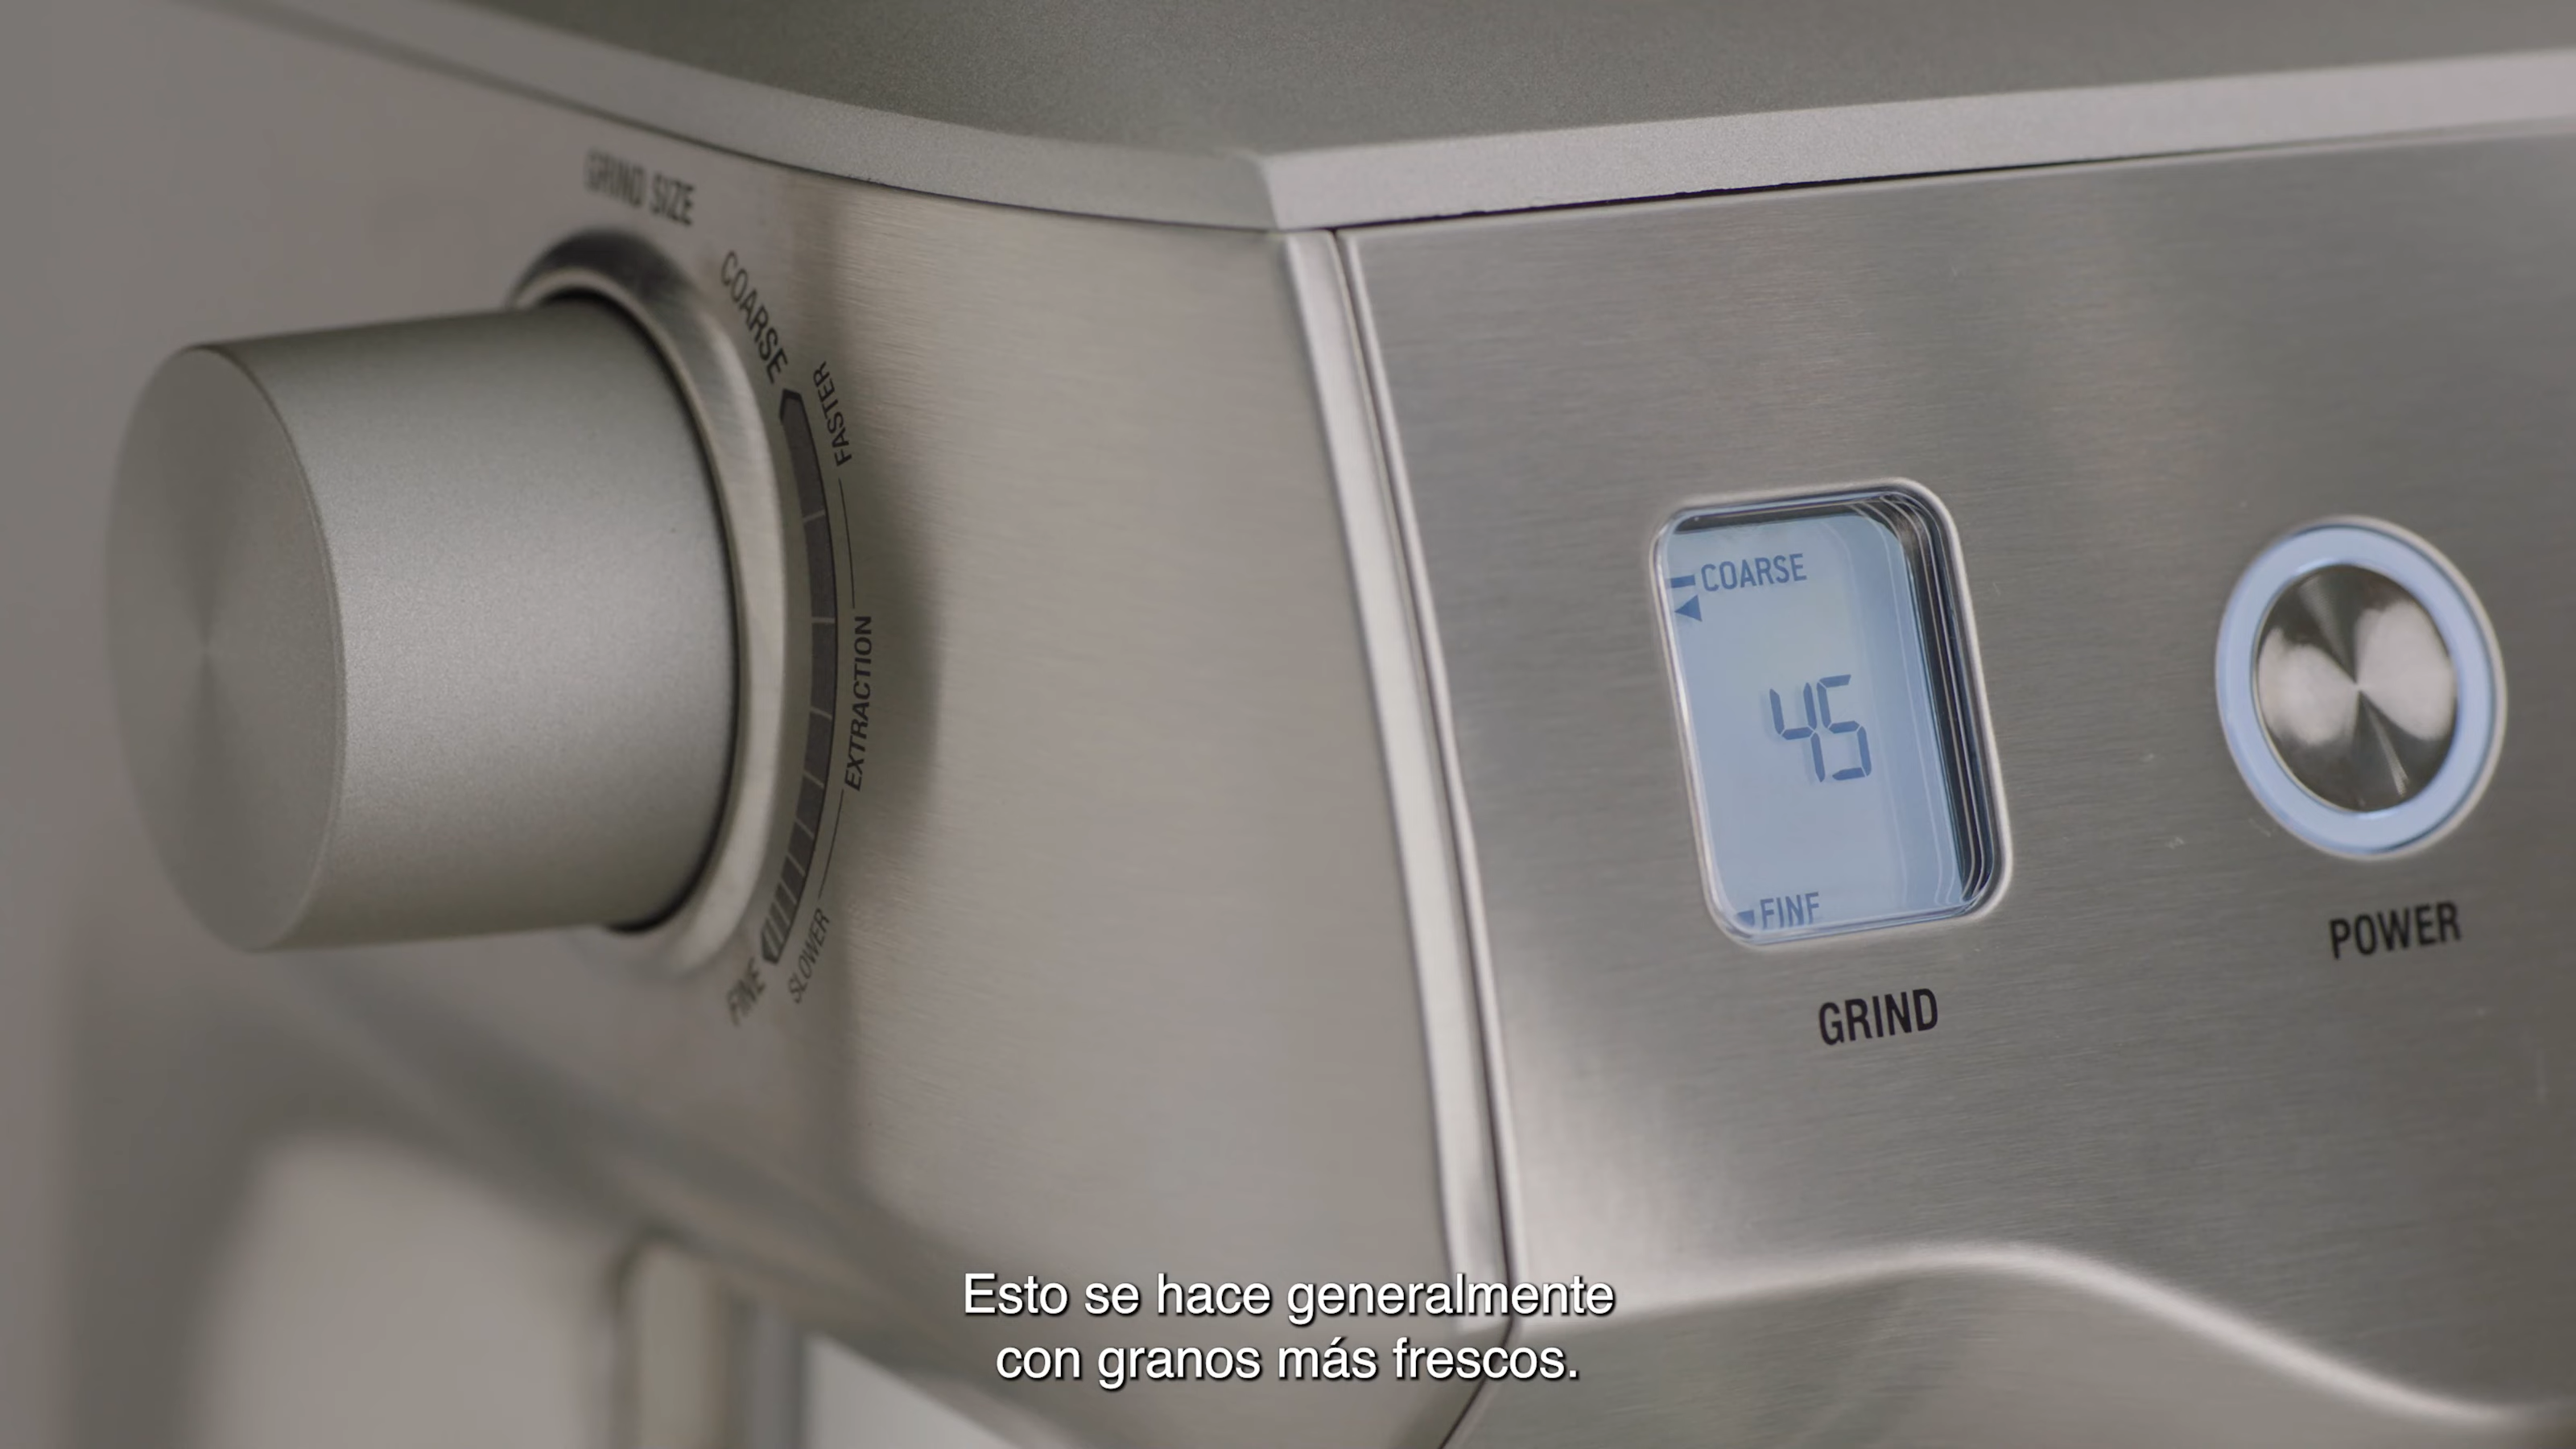 GRIND SIZE
COARSE
FASTER
EXTRACTION
SLOWER
FINE
COARSE
45
FINE
GRIND
POWER
Esto se hace generalmente
con granos más frescos.